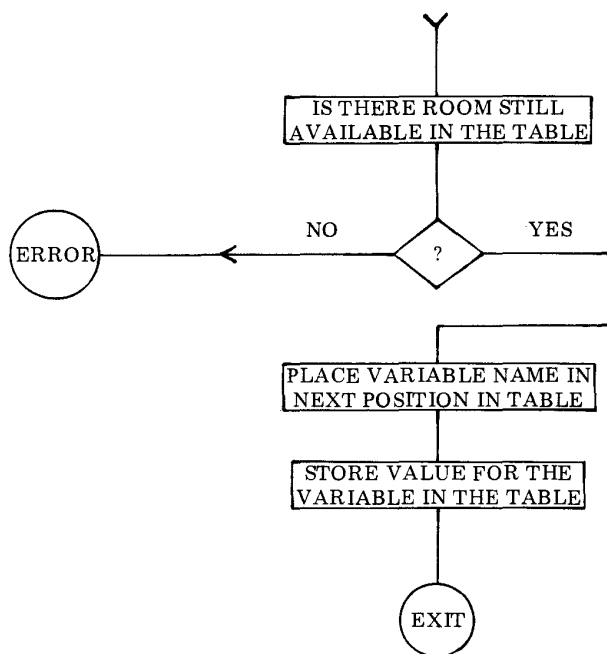 IS THERE ROOM STILL
AVAILABLE IN THE TABLE
NO
?
YES
ERROR
PLACE VARIABLE NAME IN
NEXT POSITION IN TABLE
STORE VALUE FOR THE
VARIABLE IN THE TABLE
EXIT